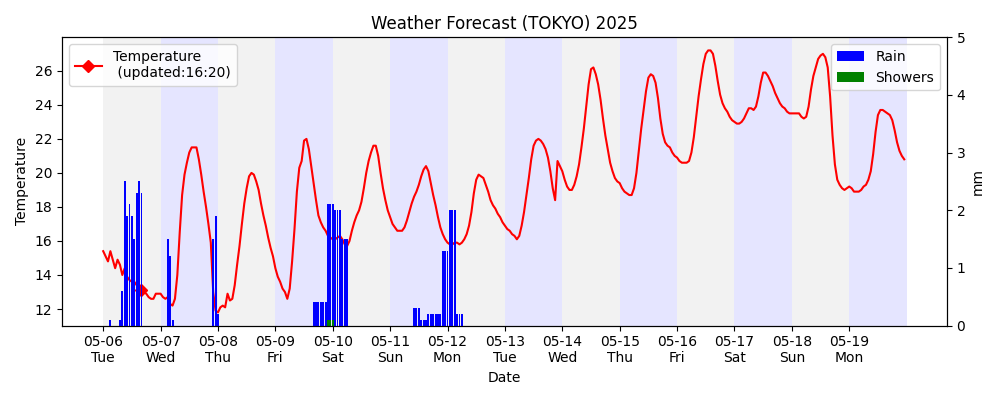 Weather Forecast (TOKYO) 2025
Temperature
(updated:16:20)
Rain
Showers
Temperature
26
24
22
20
18
16
14
12
5
4
3
2
1
0
mm
05-06 05-07 05-08 05-09 05-10 05-11 05-12 05-13 05-14 05-15 05-16 05-17 05-18 05-19
Tue Wed Thu Fri Sat Sun Mon Tue Wed Thu Fri Sat Sun Mon
Date